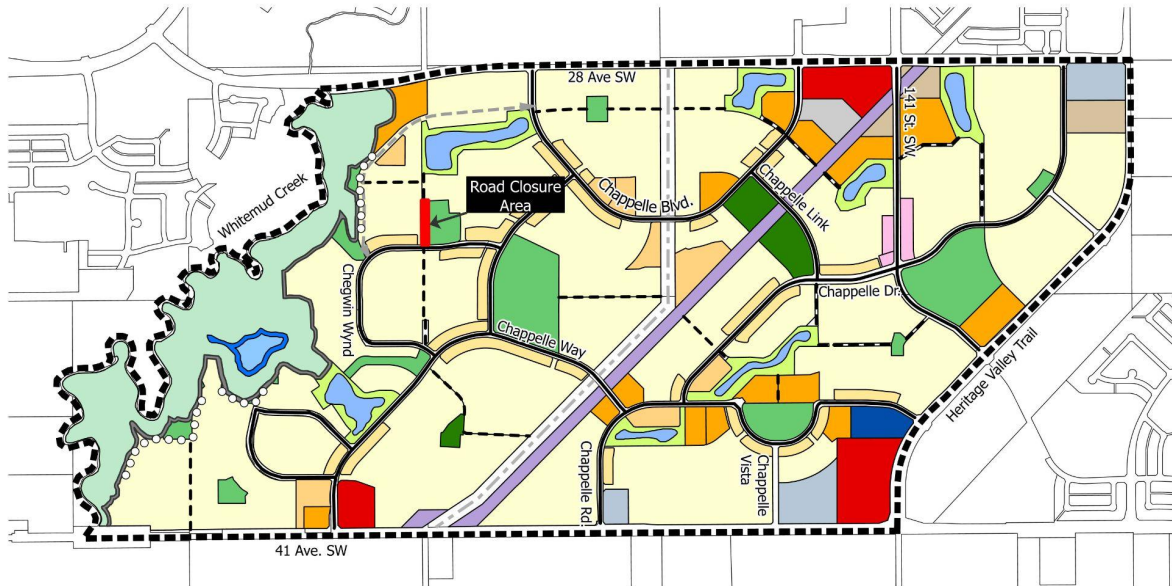 28 Ave SW
141 St. SW
Whitemud Creek
Road Closure
Area
Chappelle Blvd.
Chappelle Link
Chegwin Wynd
Chappelle Dr.
Chappelle Way
Heritage Valley Trail
Chappelle Rd.
Chappelle
Vista
41 Ave. SW